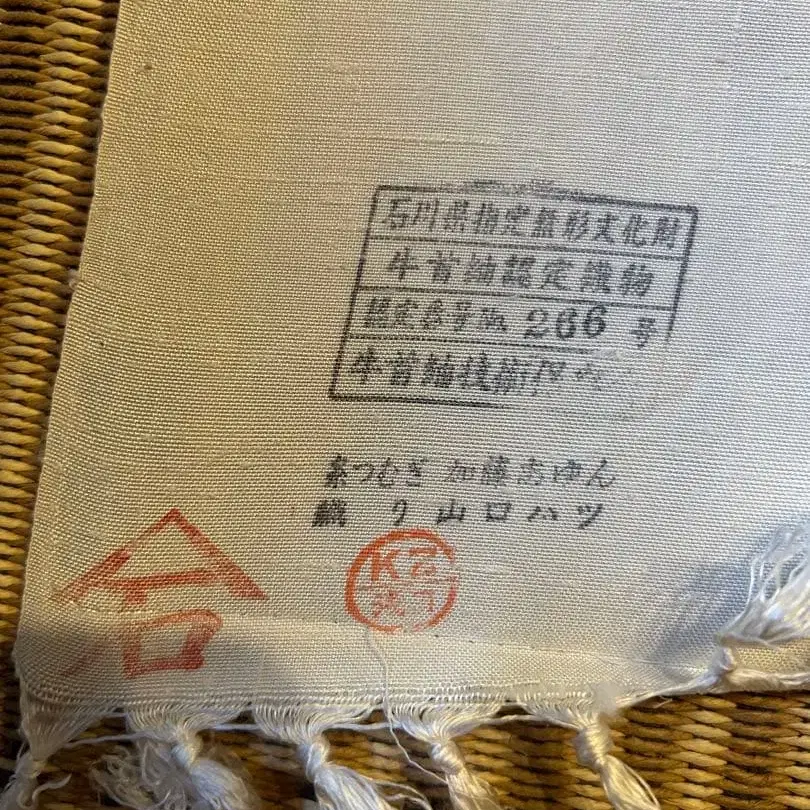 石川県指定無形文化財
牛首紬認定織物
認定番号№ 266 号
牛首紬技術保
糸つむぎ 加藤志ゆん
織り 山口ハツ
K